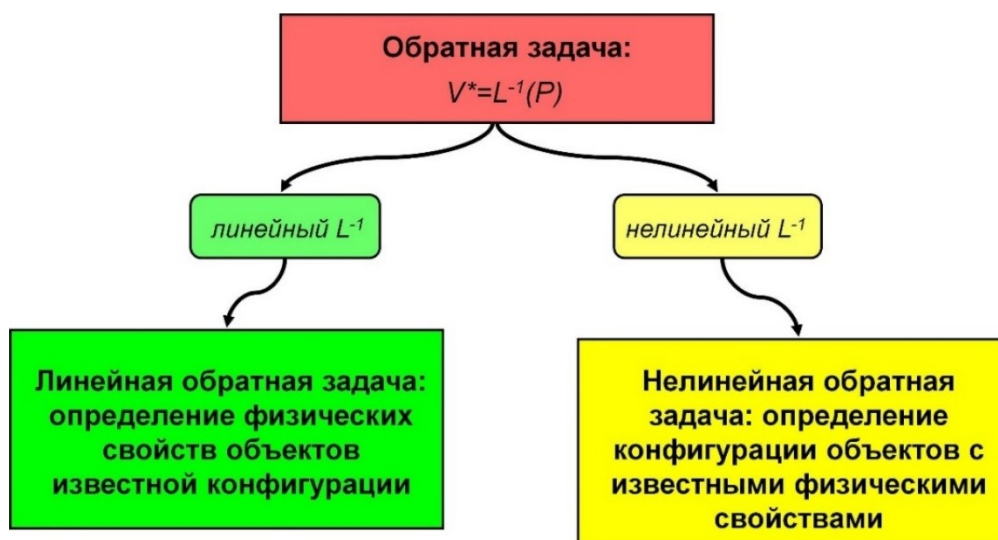 Обратная задача:
V*=L⁻¹(P)
линейный L⁻¹
нелинейный L⁻¹
Линейная обратная задача:
определение физических
свойств объектов
известной конфигурации
Нелинейная обратная
задача: определение
конфигурации объектов с
известными физическими
свойствами